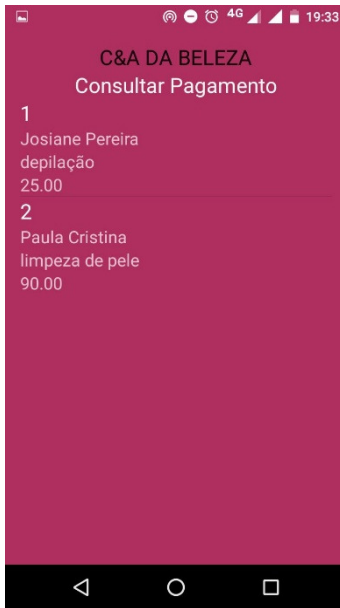 4G 19:33
C&A DA BELEZA
Consultar Pagamento
1
Josiane Pereira
depilação
25.00
2
Paula Cristina
limpeza de pele
90.00